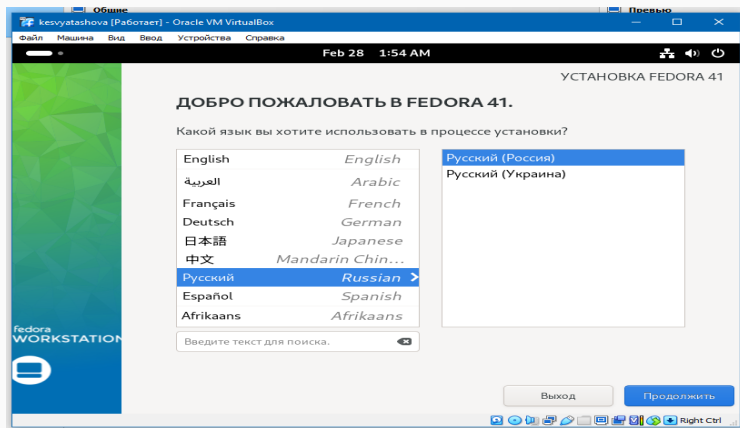 Общие
Превью
kesvyatashova [Работает] - Oracle VM VirtualBox
Файл Машина Вид Ввод Устройства Справка
Feb 28 1:54 AM
УСТАНОВКА FEDORA 41
ДОБРО ПОЖАЛОВАТЬ В FEDORA 41.
Какой язык вы хотите использовать в процессе установки?
English English
العربية Arabic
Français French
Deutsch German
日本語 Japanese
中文 Mandarin Chin...
Русский Russian
Español Spanish
Afrikaans Afrikaans
Русский (Россия)
Русский (Украина)
Введите текст для поиска.
fedora
WORKSTATION
Выход
Продолжить
Right Ctrl